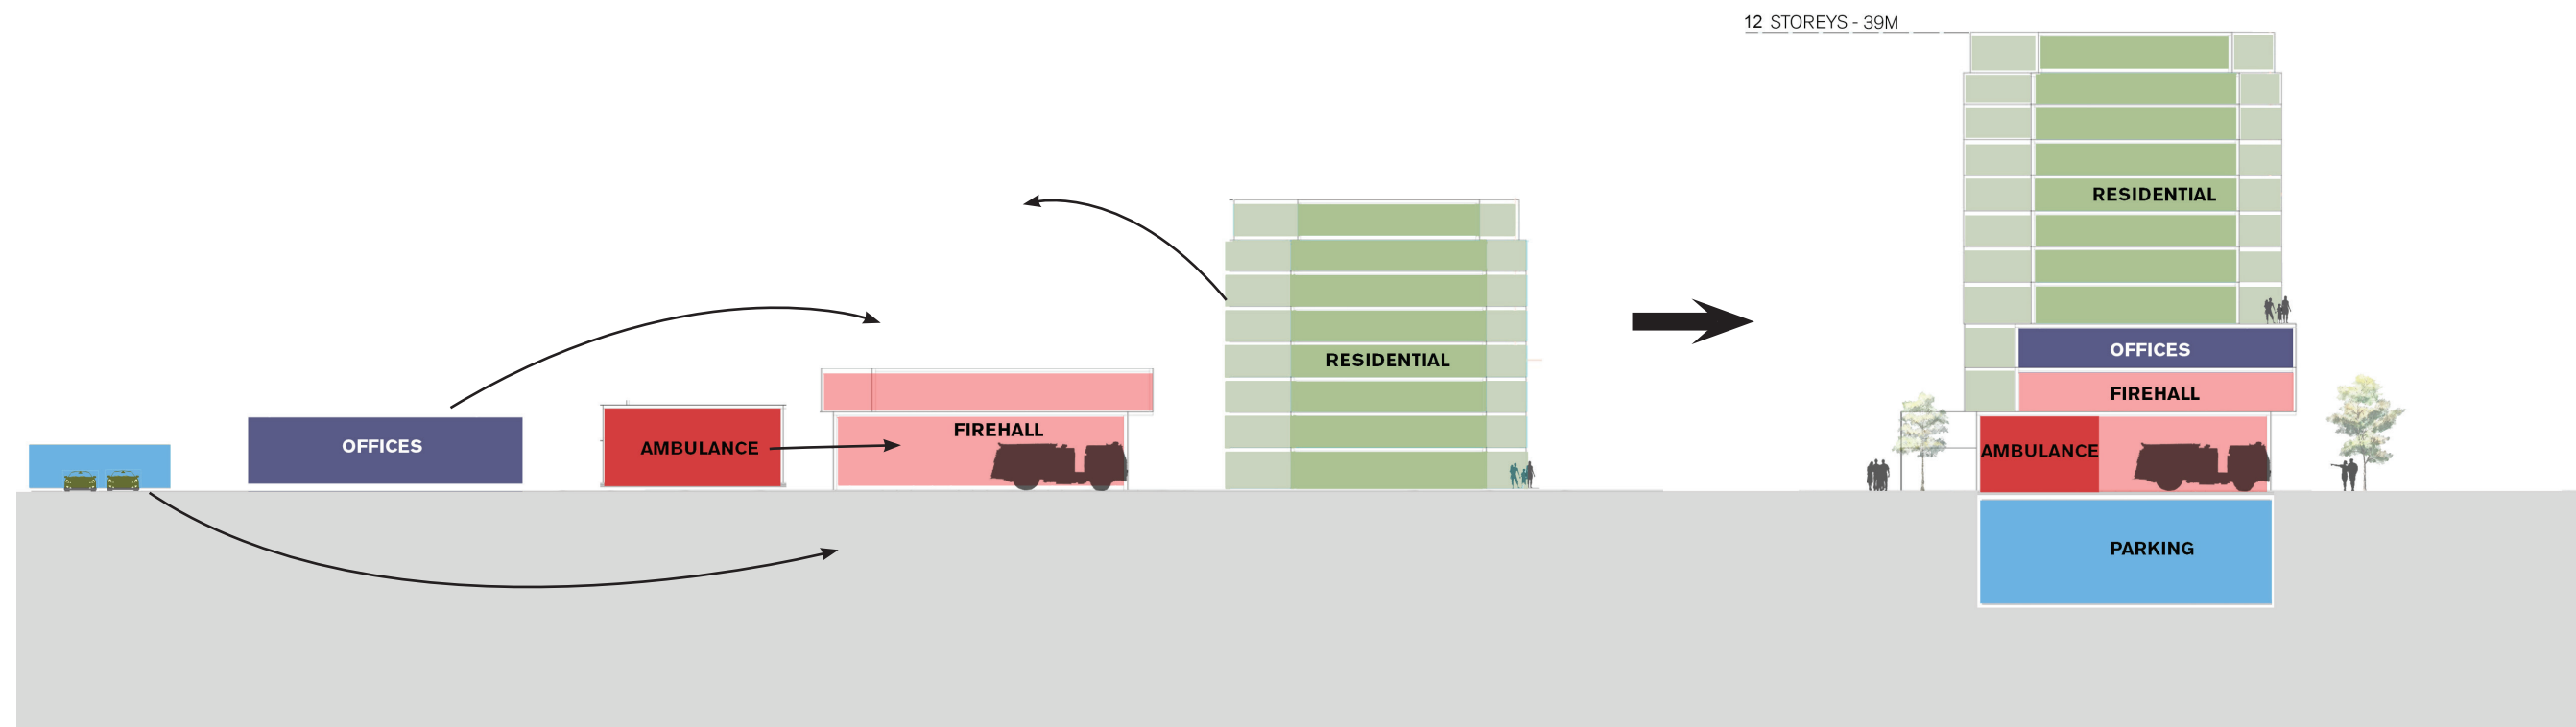 12 STOREYS - 39M
RESIDENTIAL
OFFICES
FIREHALL
AMBULANCE
PARKING
OFFICES
AMBULANCE
FIREHALL
RESIDENTIAL